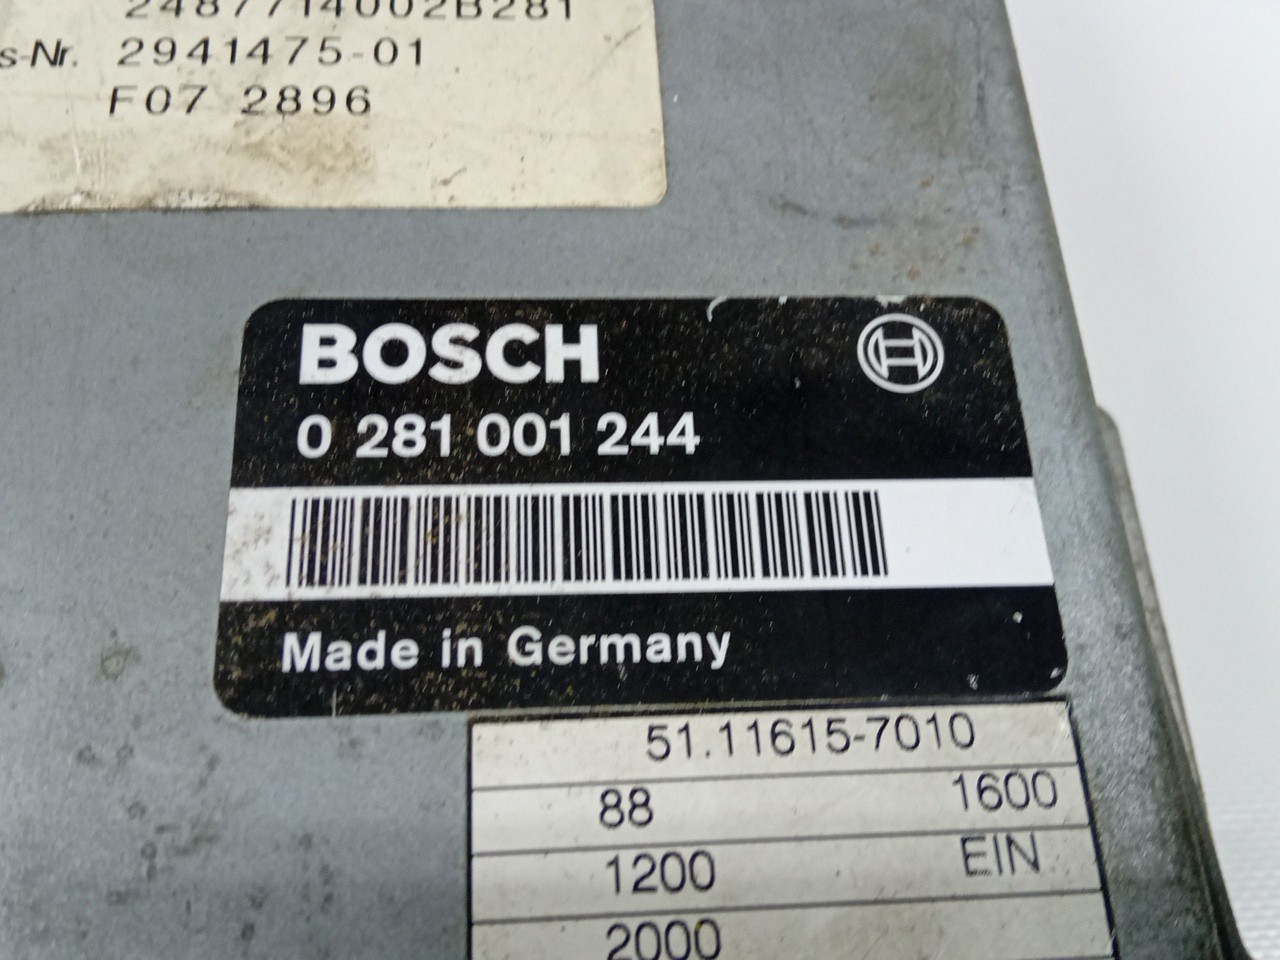 2487714002B281
s-Nr. 2941475-01
F07 2896
BOSCH
0 281 001 244
Made in Germany
51.11615-7010
88 1600
1200 EIN
2000